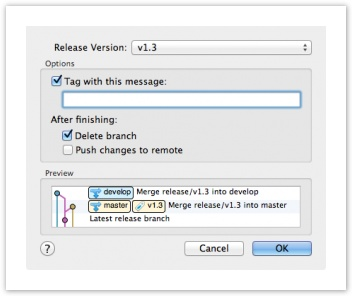 Release Version: v1.3
Options
Tag with this message:
After finishing:
Delete branch
Push changes to remote
Preview
develop Merge release/v1.3 into develop
master v1.3 Merge release/v1.3 into master
Latest release branch
? Cancel OK